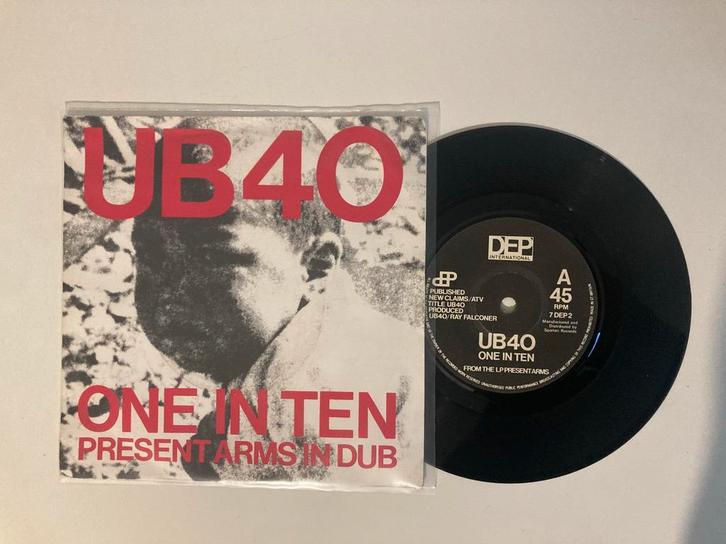 UB40
ONE IN TEN
PRESENT ARMS IN DUB
DEP
INTERNATIONAL
PUBLISHED
NEW CLAIMS/ATV
TITLE UB40
PRODUCED
UB40/RAY FALCONER
A
45
RPM
7 DEP 2
Manufactured and
Distributed by
Spartan Records
UB40
ONE IN TEN
FROM THE LP PRESENT ARMS